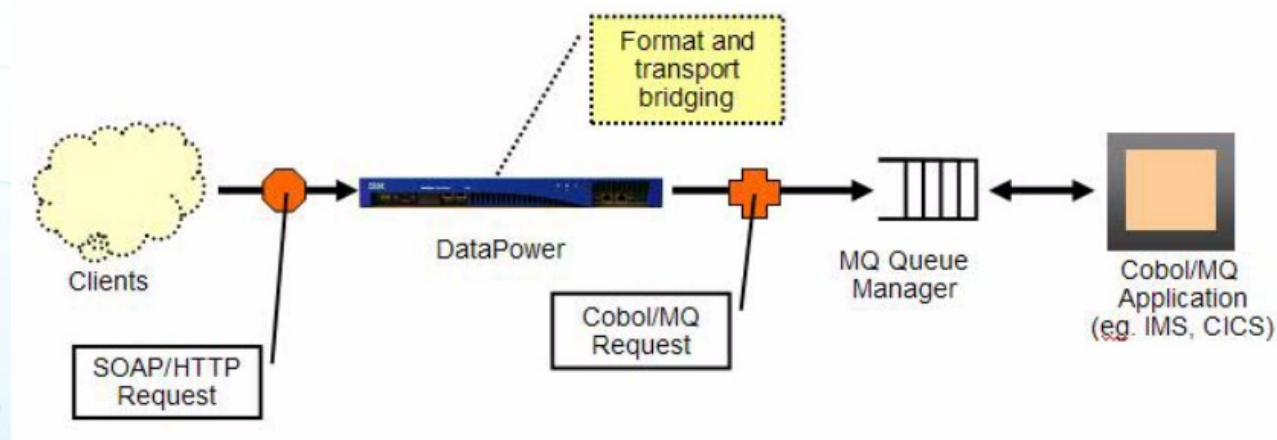 Format and
transport
bridging
IBM
Clients
DataPower
MQ Queue
Manager
Cobol/MQ
Application
(eg. IMS, CICS)
Cobol/MQ
Request
SOAP/HTTP
Request